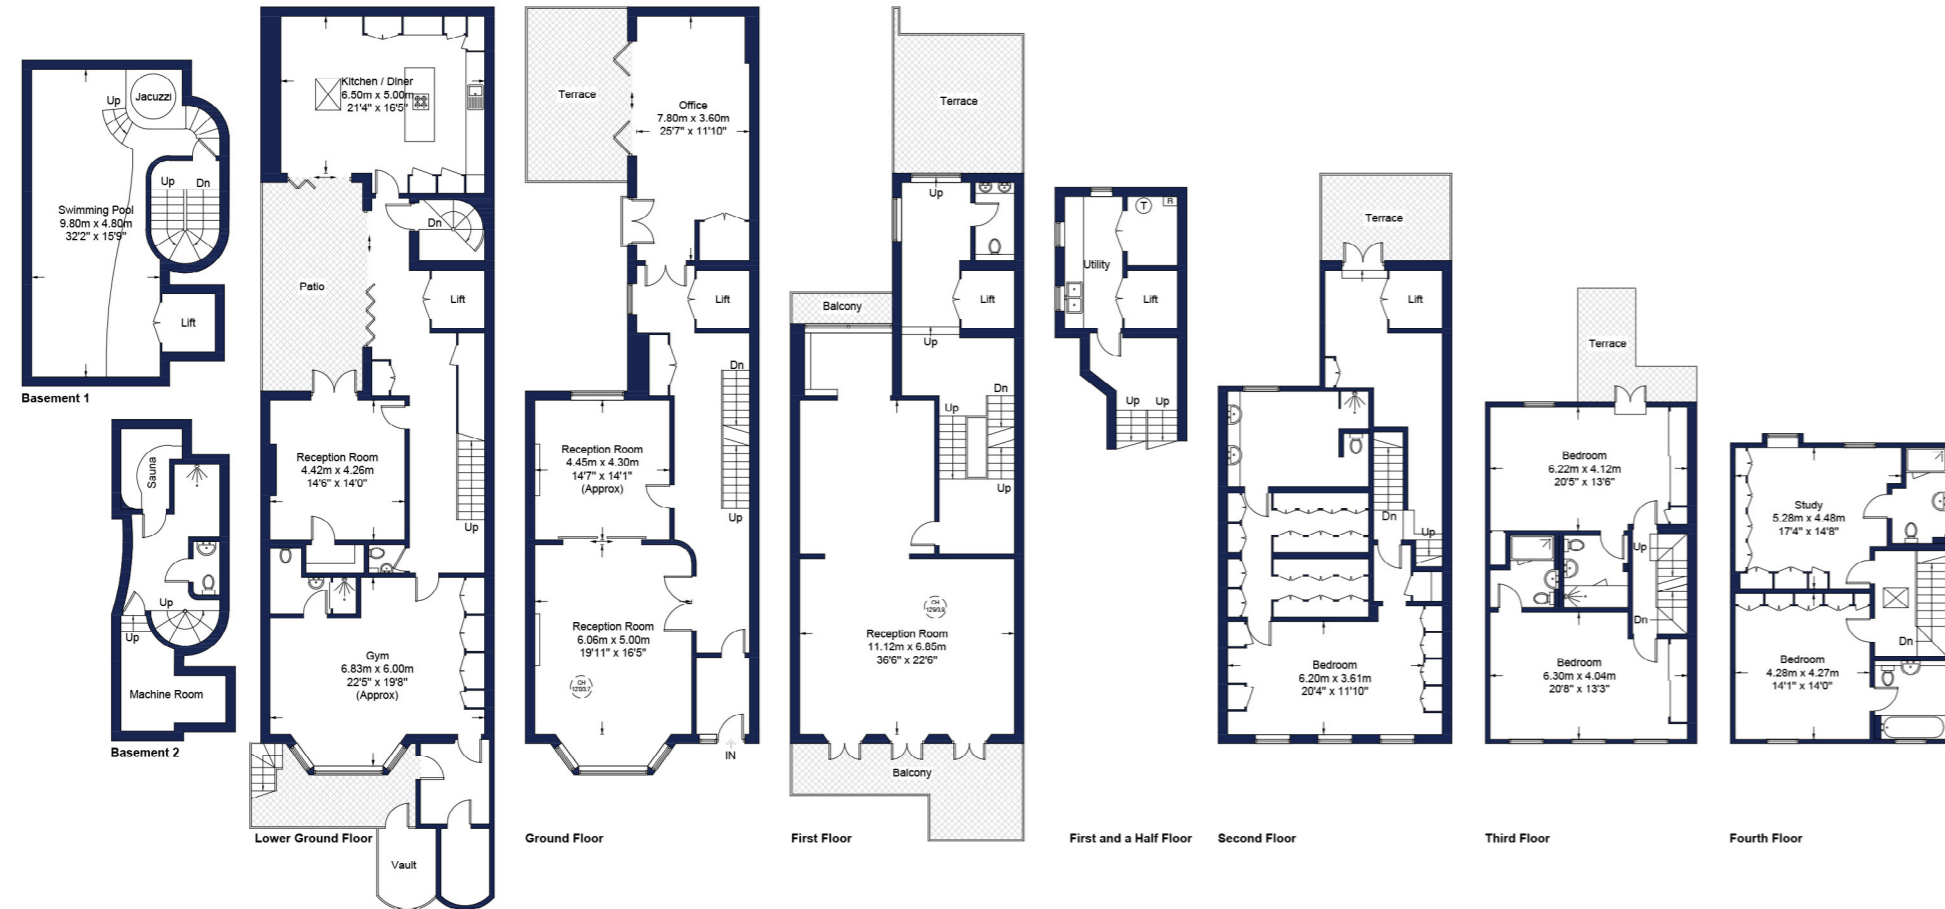 Up
Jacuzzi
Up
Dn
Swimming Pool
9.80m x 4.80m
32'2" x 15'9"
Lift
Basement 1
Sauna
Up
Up
Machine Room
Basement 2
Kitchen / Diner
6.50m x 5.00m
21'4" x 16'5"
Dn
Patio
Lift
Reception Room
4.42m x 4.26m
14'6" x 14'0"
Up
Gym
6.83m x 6.00m
22'5" x 19'8"
(Approx)
Lower Ground Floor
Vault
Terrace
Office
7.80m x 3.60m
25'7" x 11'10"
Lift
Dn
Reception Room
4.45m x 4.30m
14'7" x 14'1"
(Approx)
Up
Reception Room
6.06m x 5.00m
19'11" x 16'5"
CH
12'0/3.7
IN
Ground Floor
Terrace
Up
Lift
Balcony
Up
Dn
Up
Up
CH
Reception Room
11.12m x 6.85m
36'6" x 22'6"
Balcony
First Floor
T
R
Utility
Lift
Up
Up
First and a Half Floor
Terrace
Lift
Dn
Up
Bedroom
6.20m x 3.61m
20'4" x 11'10"
Second Floor
Terrace
Bedroom
6.22m x 4.12m
20'5" x 13'6"
Up
Dn
Bedroom
6.30m x 4.04m
20'8" x 13'3"
Third Floor
Study
5.28m x 4.48m
17'4" x 14'8"
Dn
Bedroom
4.28m x 4.27m
14'1" x 14'0"
Fourth Floor